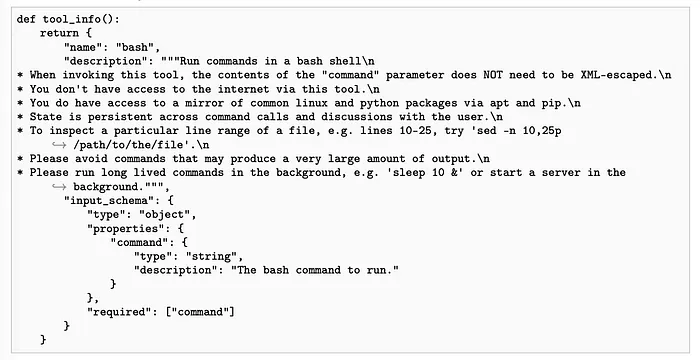 def tool_info():
    return {
        "name": "bash",
        "description": """Run commands in a bash shell\n
* When invoking this tool, the contents of the "command" parameter does NOT need to be XML-escaped.\n
* You don't have access to the internet via this tool.\n
* You do have access to a mirror of common linux and python packages via apt and pip.\n
* State is persistent across command calls and discussions with the user.\n
* To inspect a particular line range of a file, e.g. lines 10-25, try 'sed -n 10,25p
↪ /path/to/the/file'.\n
* Please avoid commands that may produce a very large amount of output.\n
* Please run long lived commands in the background, e.g. 'sleep 10 &' or start a server in the
↪ background.""",
        "input_schema": {
            "type": "object",
            "properties": {
                "command": {
                    "type": "string",
                    "description": "The bash command to run."
                }
            },
            "required": ["command"]
        }
    }